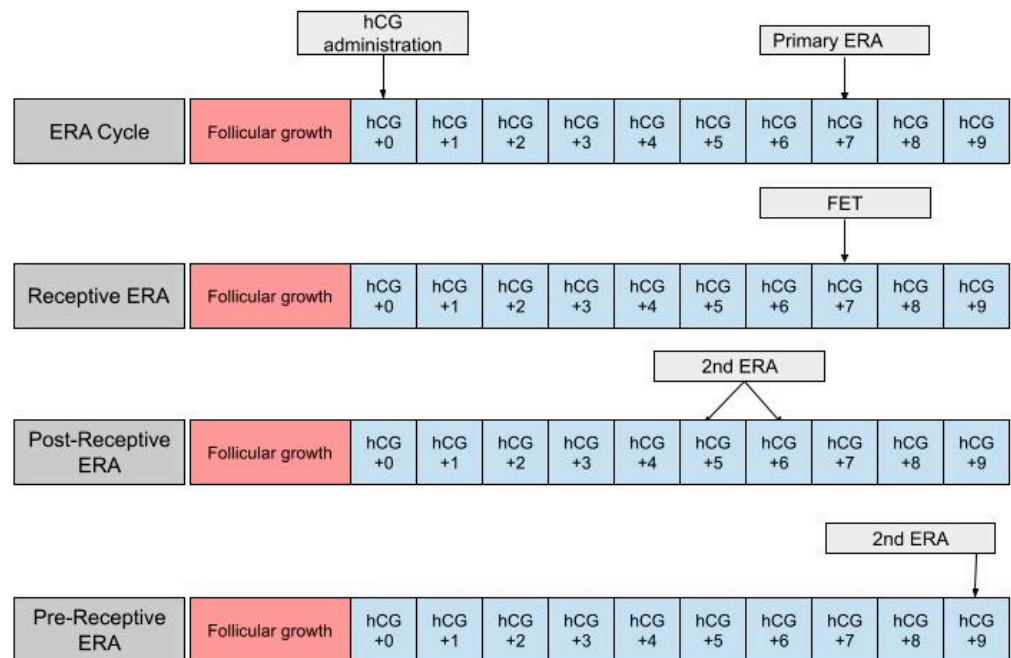 hCG
administration
Primary ERA
ERA Cycle
Follicular growth
hCG
+0
hCG
+1
hCG
+2
hCG
+3
hCG
+4
hCG
+5
hCG
+6
hCG
+7
hCG
+8
hCG
+9
FET
Receptive ERA
Follicular growth
hCG
+0
hCG
+1
hCG
+2
hCG
+3
hCG
+4
hCG
+5
hCG
+6
hCG
+7
hCG
+8
hCG
+9
2nd ERA
Post-Receptive
ERA
Follicular growth
hCG
+0
hCG
+1
hCG
+2
hCG
+3
hCG
+4
hCG
+5
hCG
+6
hCG
+7
hCG
+8
hCG
+9
2nd ERA
Pre-Receptive
ERA
Follicular growth
hCG
+0
hCG
+1
hCG
+2
hCG
+3
hCG
+4
hCG
+5
hCG
+6
hCG
+7
hCG
+8
hCG
+9